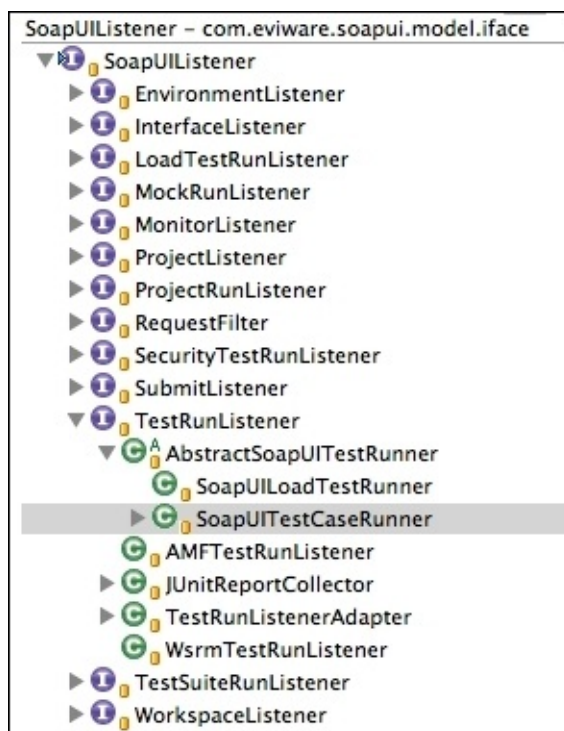 SoapUIListener – com.eviware.soapui.model.iface
SoapUIListener
EnvironmentListener
InterfaceListener
LoadTestRunListener
MockRunListener
MonitorListener
ProjectListener
ProjectRunListener
RequestFilter
SecurityTestRunListener
SubmitListener
TestRunListener
AbstractSoapUITestRunner
SoapUILoadTestRunner
SoapUITestCaseRunner
AMFTestRunListener
JUnitReportCollector
TestRunListenerAdapter
WsrmTestRunListener
TestSuiteRunListener
WorkspaceListener